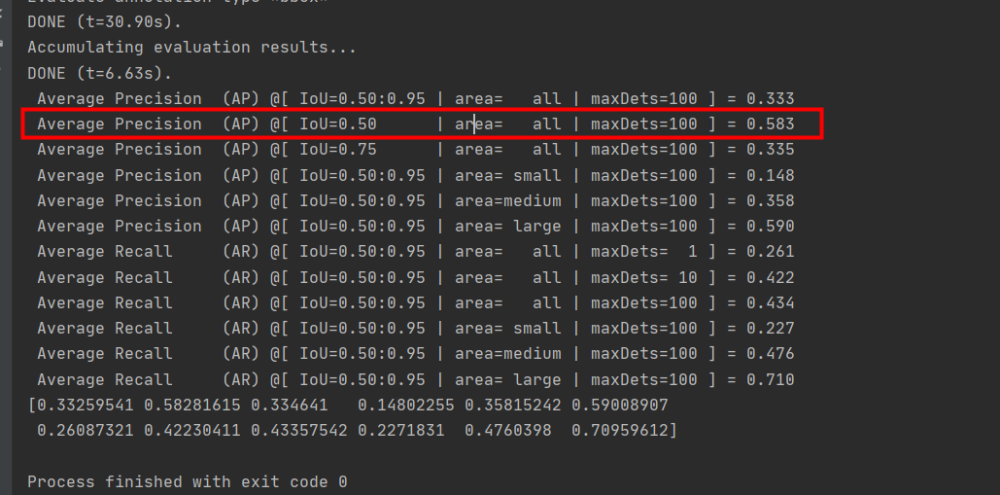 Evaluate annotation type *bbox*
DONE (t=30.90s).
Accumulating evaluation results...
DONE (t=6.63s).
Average Precision  (AP) @[ IoU=0.50:0.95 | area=   all | maxDets=100 ] = 0.333
Average Precision  (AP) @[ IoU=0.50      | area=   all | maxDets=100 ] = 0.583
Average Precision  (AP) @[ IoU=0.75      | area=   all | maxDets=100 ] = 0.335
Average Precision  (AP) @[ IoU=0.50:0.95 | area= small | maxDets=100 ] = 0.148
Average Precision  (AP) @[ IoU=0.50:0.95 | area=medium | maxDets=100 ] = 0.358
Average Precision  (AP) @[ IoU=0.50:0.95 | area= large | maxDets=100 ] = 0.590
Average Recall     (AR) @[ IoU=0.50:0.95 | area=   all | maxDets=  1 ] = 0.261
Average Recall     (AR) @[ IoU=0.50:0.95 | area=   all | maxDets= 10 ] = 0.422
Average Recall     (AR) @[ IoU=0.50:0.95 | area=   all | maxDets=100 ] = 0.434
Average Recall     (AR) @[ IoU=0.50:0.95 | area= small | maxDets=100 ] = 0.227
Average Recall     (AR) @[ IoU=0.50:0.95 | area=medium | maxDets=100 ] = 0.476
Average Recall     (AR) @[ IoU=0.50:0.95 | area= large | maxDets=100 ] = 0.710
[0.33259541 0.58281615 0.334641   0.14802255 0.35815242 0.59008907
0.26087321 0.42230411 0.43357542 0.2271831  0.4760398  0.70959612]
Process finished with exit code 0